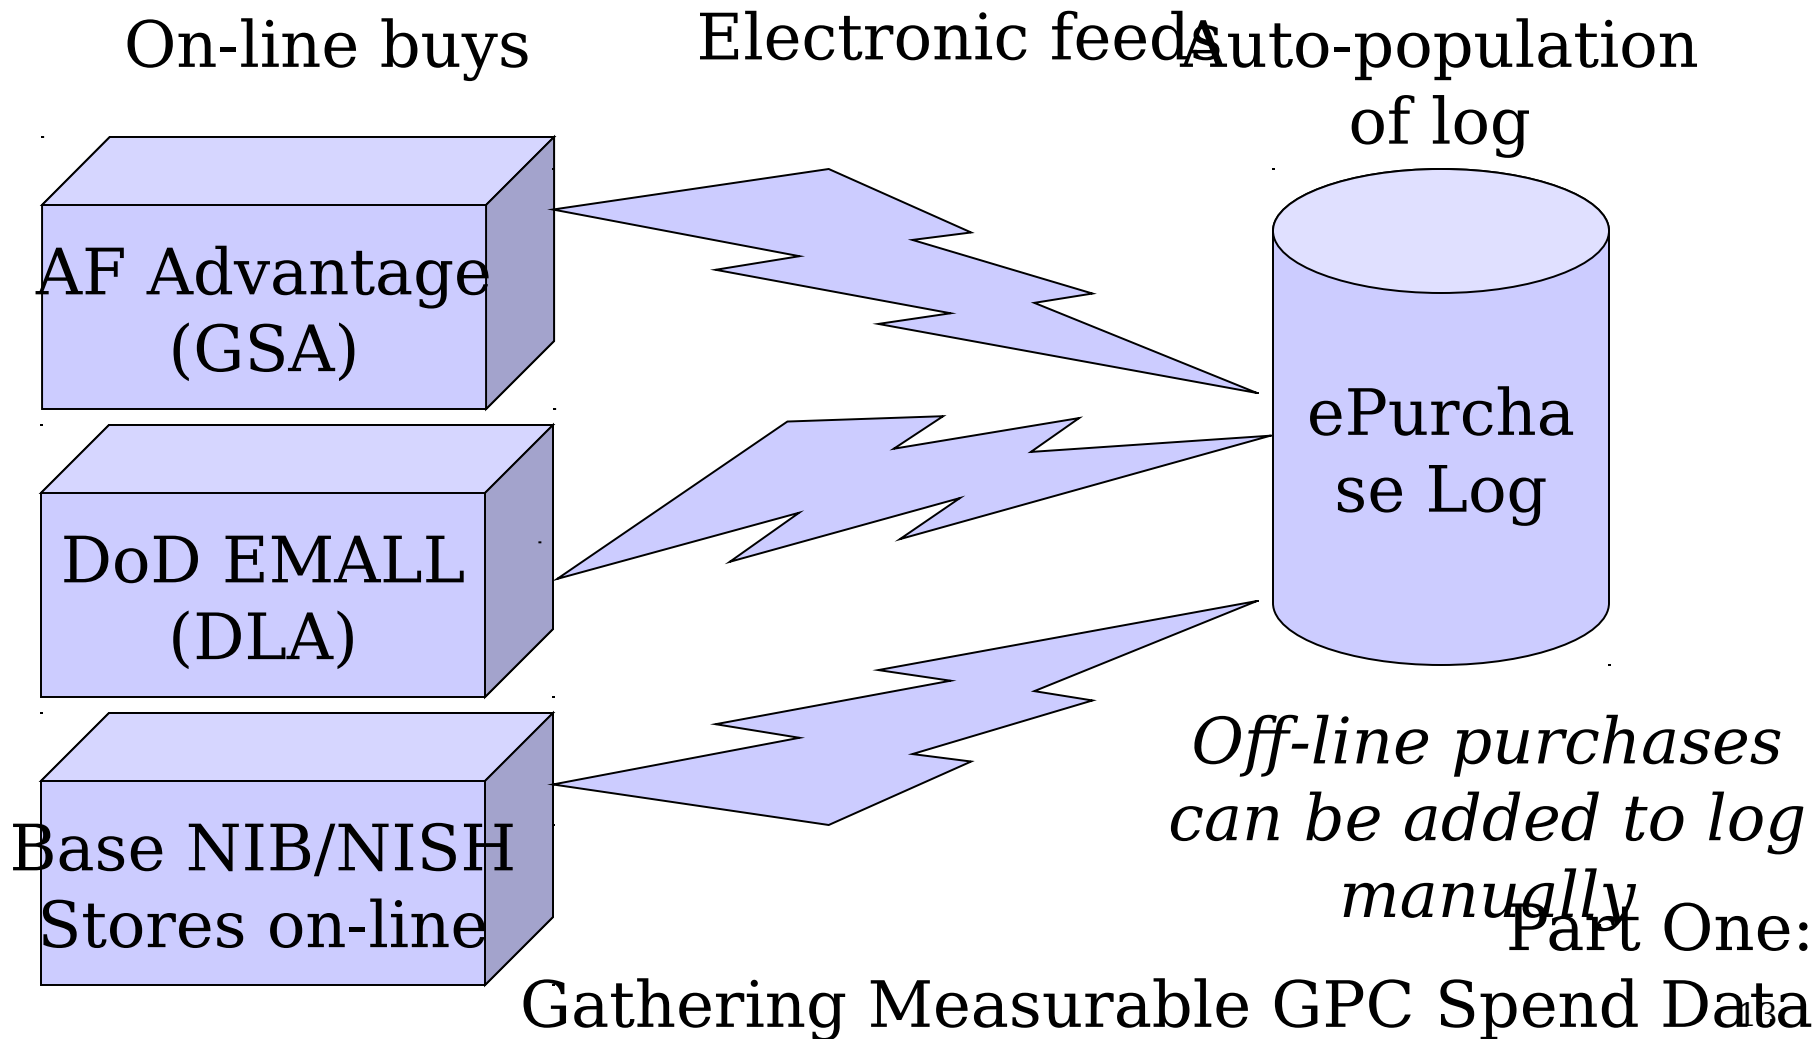 On-line buys
Electronic feeds
Auto-population
of log
AF Advantage
(GSA)
DoD EMALL
(DLA)
Base NIB/NISH
Stores on-line
ePurcha
se Log
Off-line purchases
can be added to log
manually
Part One:
Gathering Measurable GPC Spend Data
13